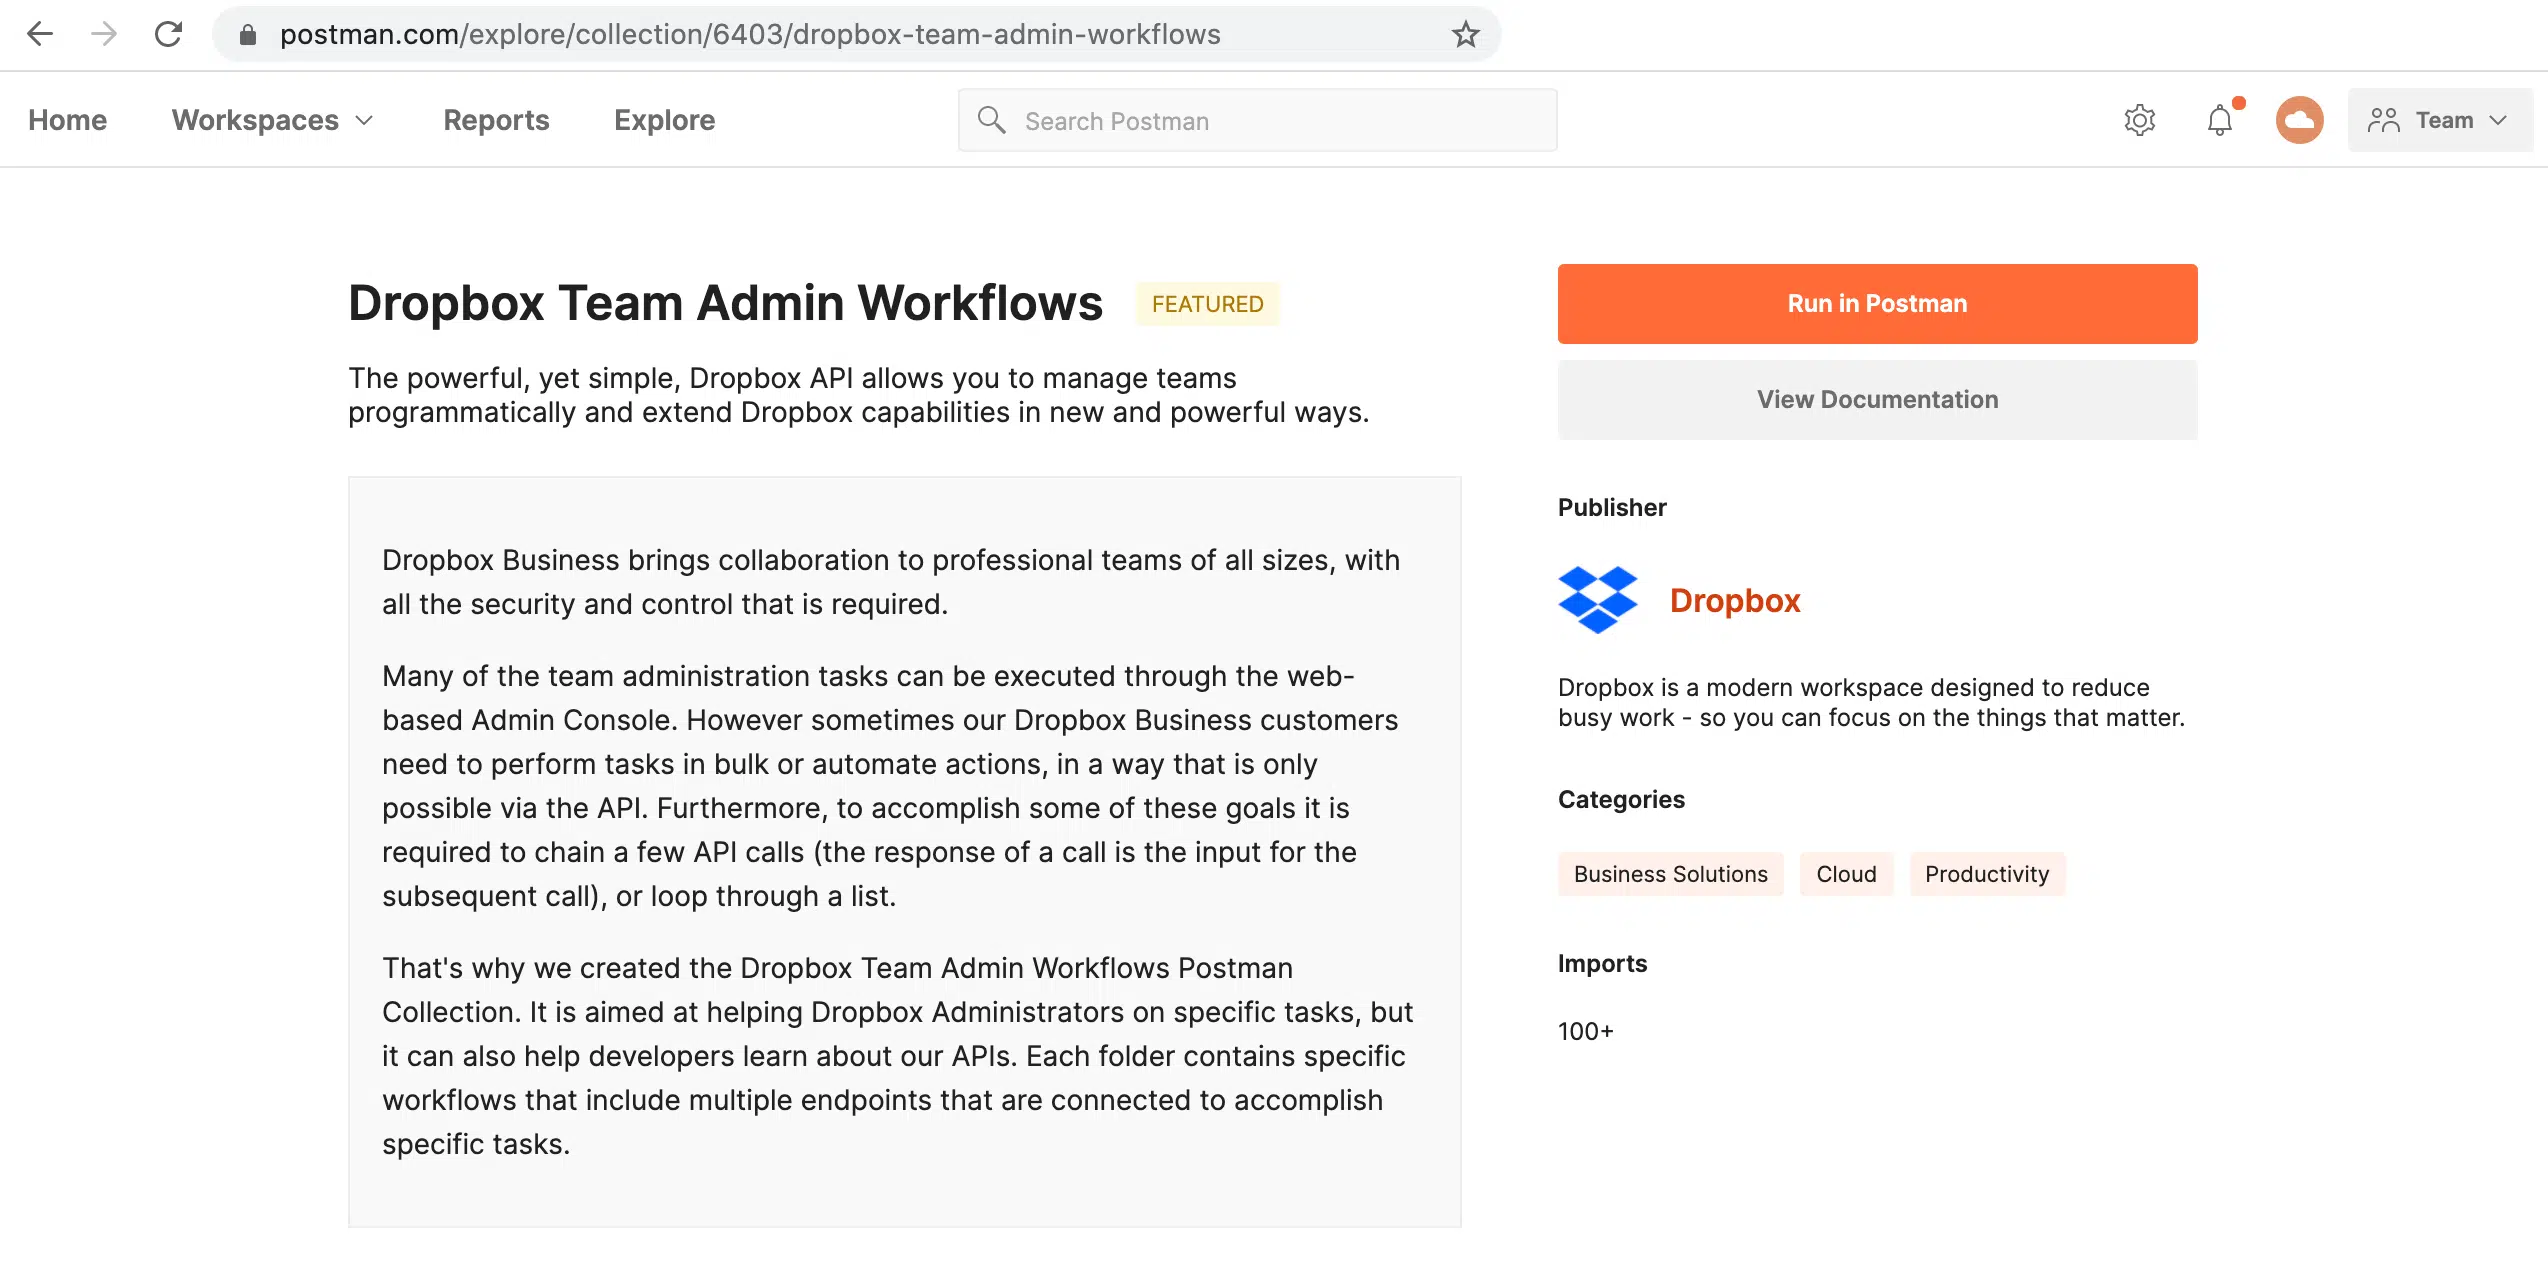 postman.com/explore/collection/6403/dropbox-team-admin-workflows
Home Workspaces Reports Explore Search Postman Team
Dropbox Team Admin Workflows FEATURED
The powerful, yet simple, Dropbox API allows you to manage teams
programmatically and extend Dropbox capabilities in new and powerful ways.
Dropbox Business brings collaboration to professional teams of all sizes, with
all the security and control that is required.
Many of the team administration tasks can be executed through the web-
based Admin Console. However sometimes our Dropbox Business customers
need to perform tasks in bulk or automate actions, in a way that is only
possible via the API. Furthermore, to accomplish some of these goals it is
required to chain a few API calls (the response of a call is the input for the
subsequent call), or loop through a list.
That's why we created the Dropbox Team Admin Workflows Postman
Collection. It is aimed at helping Dropbox Administrators on specific tasks, but
it can also help developers learn about our APIs. Each folder contains specific
workflows that include multiple endpoints that are connected to accomplish
specific tasks.
Run in Postman
View Documentation
Publisher
Dropbox
Dropbox is a modern workspace designed to reduce
busy work - so you can focus on the things that matter.
Categories
Business Solutions Cloud Productivity
Imports
100+